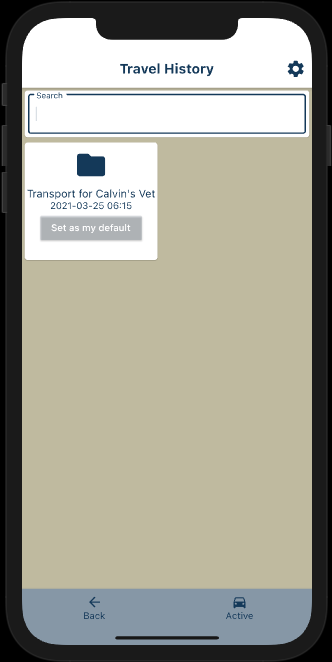 Travel History
Search
Transport for Calvin's Vet
2021-03-25 06:15
Set as my default
Back
Active